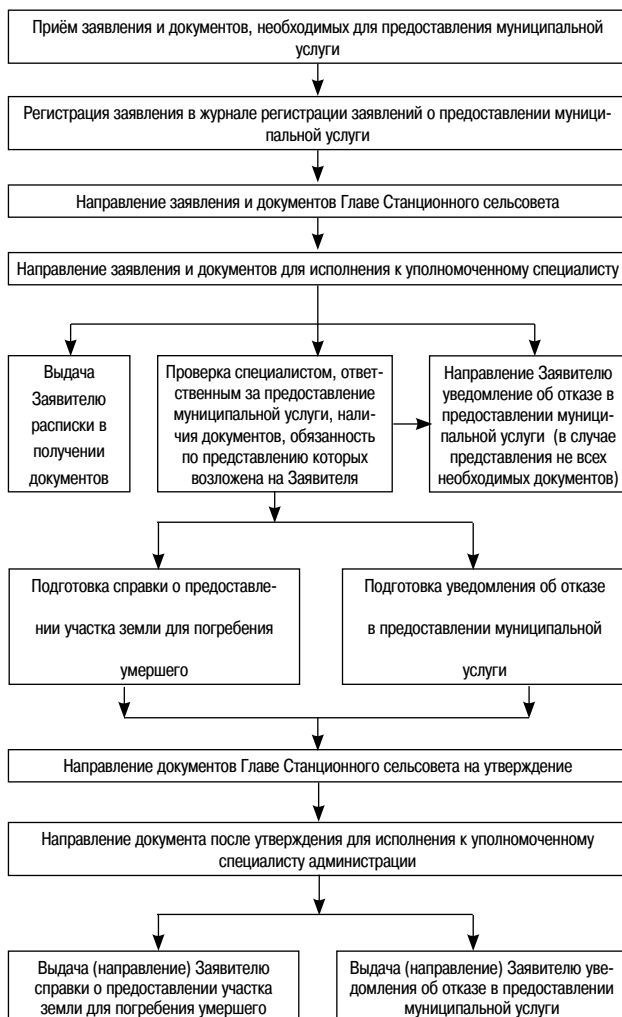 Приём заявления и документов, необходимых для предоставления муниципальной
услуги
Регистрация заявления в журнале регистрации заявлений о предоставлении муници-
пальной услуги
Направление заявления и документов Главе Станционного сельсовета
Направление заявления и документов для исполнения к уполномоченному специалисту
Выдача
Заявителю
расписки в
получении
документов
Проверка специалистом, ответ-
ственным за предоставление
муниципальной услуги, нали-
чия документов, обязанность
по представлению которых
возложена на Заявителя
Направление Заявителю
уведомление об отказе в
предоставлении муници-
пальной услуги (в случае
представления не всех
необходимых документов)
Подготовка справки о предоставле-
нии участка земли для погребения
умершего
Подготовка уведомления об отказе
в предоставлении муниципальной
услуги
Направление документов Главе Станционного сельсовета на утверждение
Направление документа после утверждения для исполнения к уполномоченному
специалисту администрации
Выдача (направление) Заявителю
справки о предоставлении участка
земли для погребения умершего
Выдача (направление) Заявителю уве-
домления об отказе в предоставлении
муниципальной услуги